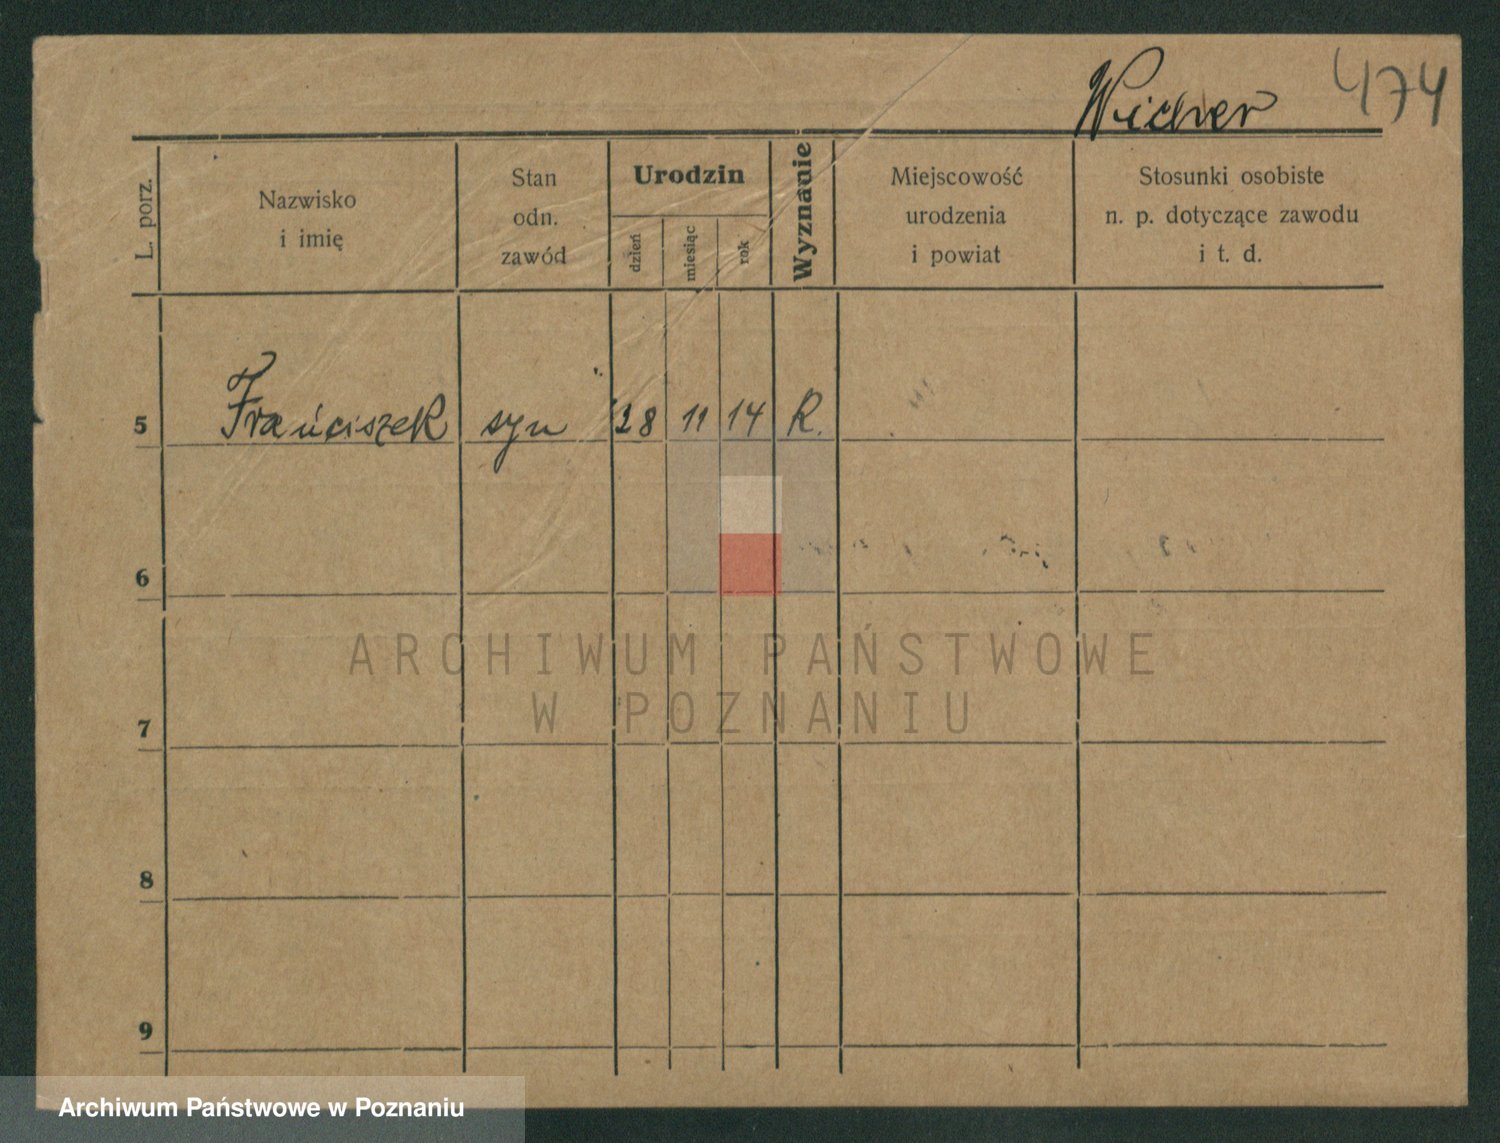 Wicher 474
L. porz.
Nazwisko
i imię
Stan
odn.
zawód
Urodzin
dzień
miesiąc
rok
Wyznanie
Miejscowość
urodzenia
i powiat
Stosunki osobiste
n. p. dotyczące zawodu
i t. d.
5 Franciszek syn 28 11 14 R.
6
7
8
9
ARCHIWUM PAŃSTWOWE
W POZNANIU
Archiwum Państwowe w Poznaniu